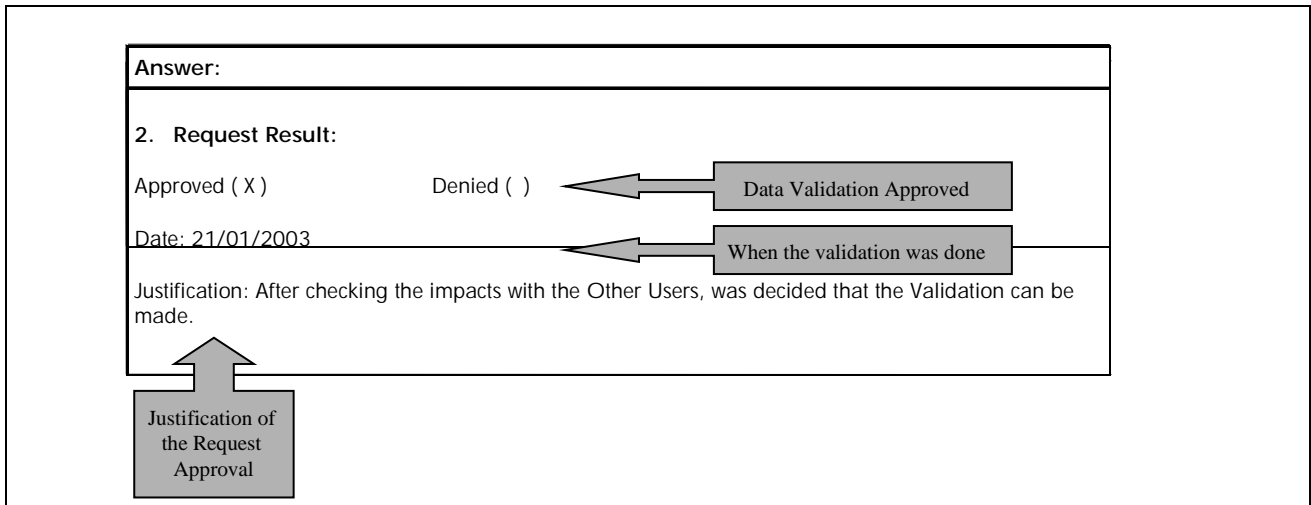 Answer:
2. Request Result:
Approved ( X ) Denied ( )
Data Validation Approved
Date: 21/01/2003
When the validation was done
Justification: After checking the impacts with the Other Users, was decided that the Validation can be
made.
Justification of
the Request
Approval